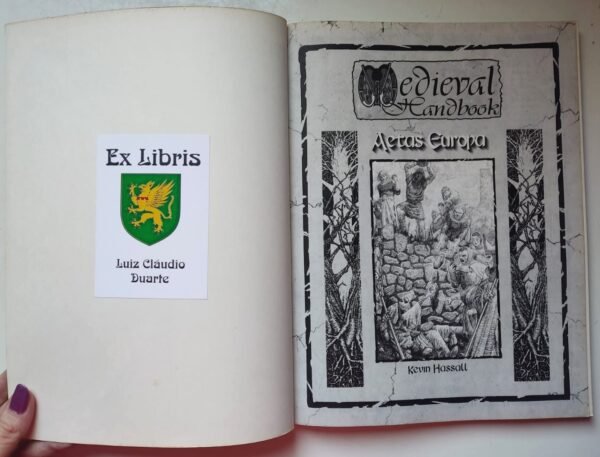 Ex Libris
Luiz Cláudio
Duarte
Medieval
Handbook
Aetas Europa
Kevin Hassall